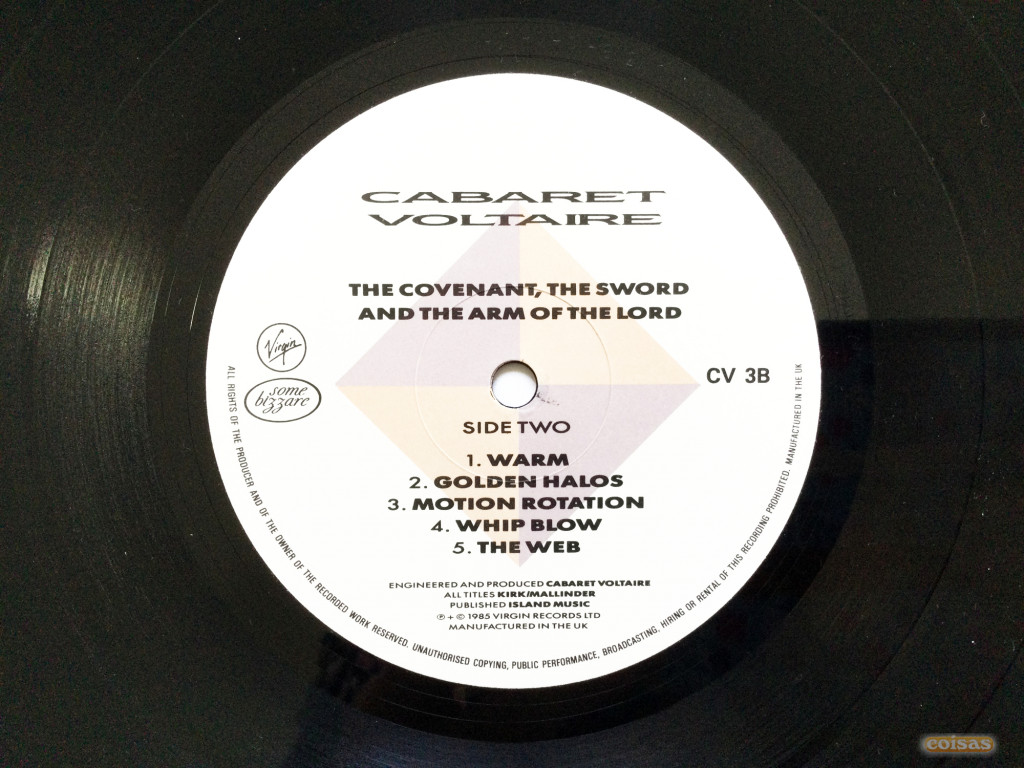 CABARET
VOLTAIRE
THE COVENANT, THE SWORD
AND THE ARM OF THE LORD
Virgin
some
bizzare
CV 3B
SIDE TWO
1. WARM
2. GOLDEN HALOS
3. MOTION ROTATION
4. WHIP BLOW
5. THE WEB
ENGINEERED AND PRODUCED CABARET VOLTAIRE
ALL TITLES KIRK/MALLINDER
PUBLISHED ISLAND MUSIC
℗ + © 1985 VIRGIN RECORDS LTD
MANUFACTURED IN THE UK
ALL RIGHTS OF THE PRODUCER AND OF THE OWNER OF THE RECORDED WORK RESERVED. UNAUTHORISED COPYING, PUBLIC PERFORMANCE, BROADCASTING, HIRING OR RENTAL OF THIS RECORDING PROHIBITED. MANUFACTURED IN THE UK
coisas